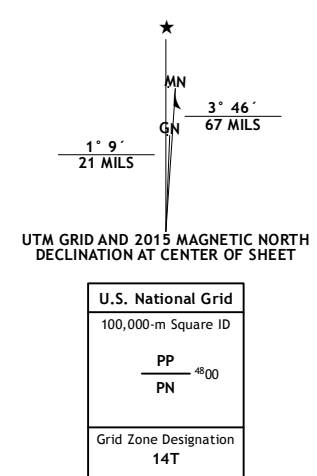 ★
MN
GN
3° 46´
67 MILS
1° 9´
21 MILS
UTM GRID AND 2015 MAGNETIC NORTH
DECLINATION AT CENTER OF SHEET
U.S. National Grid
100,000-m Square ID
PP
⁴⁸00
PN
Grid Zone Designation
14T